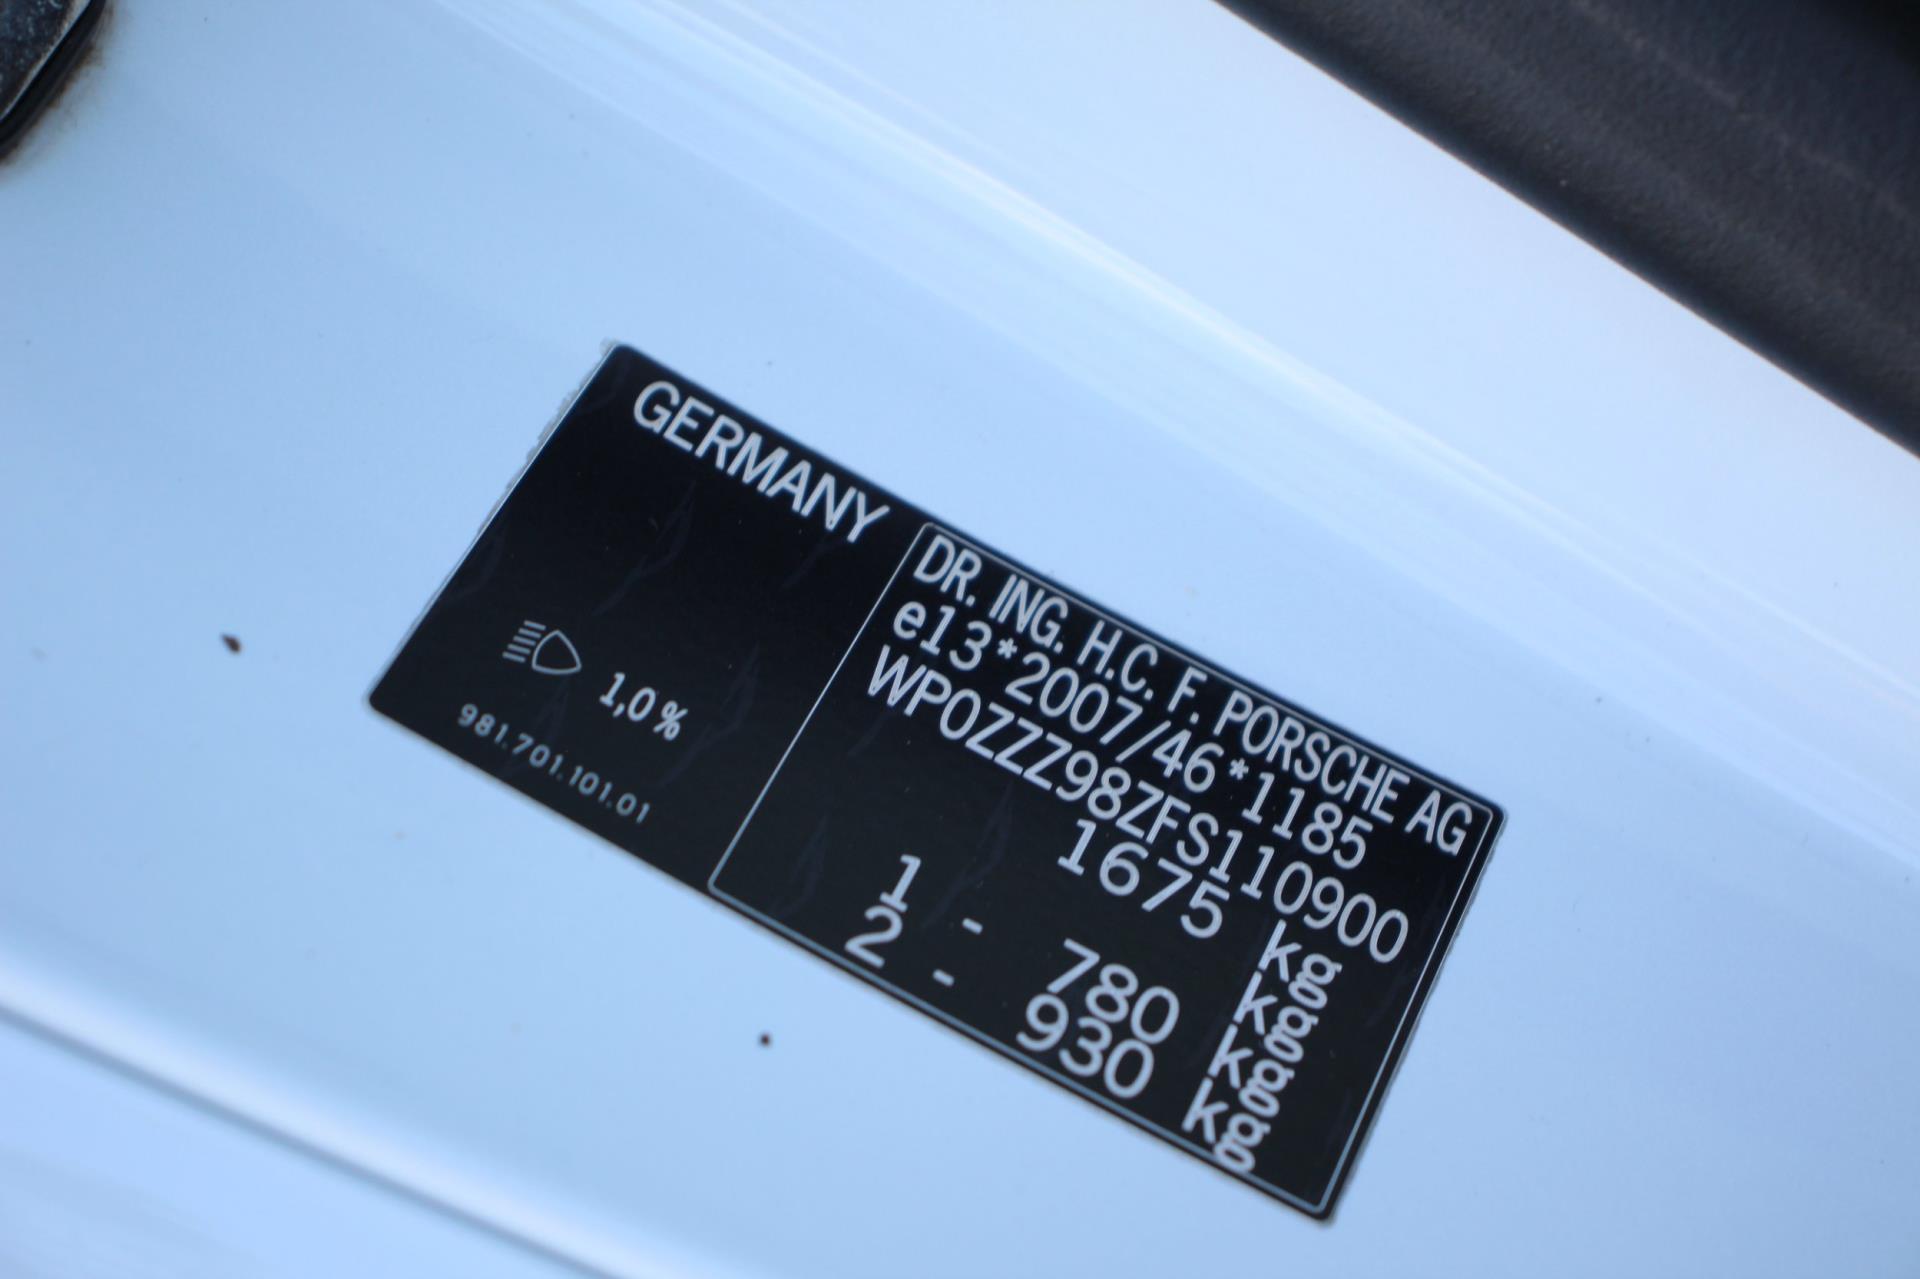 GERMANY
DR. ING. H.C. F. PORSCHE AG
e13*2007/46*1185
WP0ZZZ98ZFS110900
1675 kg
kg
1 - 780 kg
2 - 930 kg
1,0 %
981.701.101.01